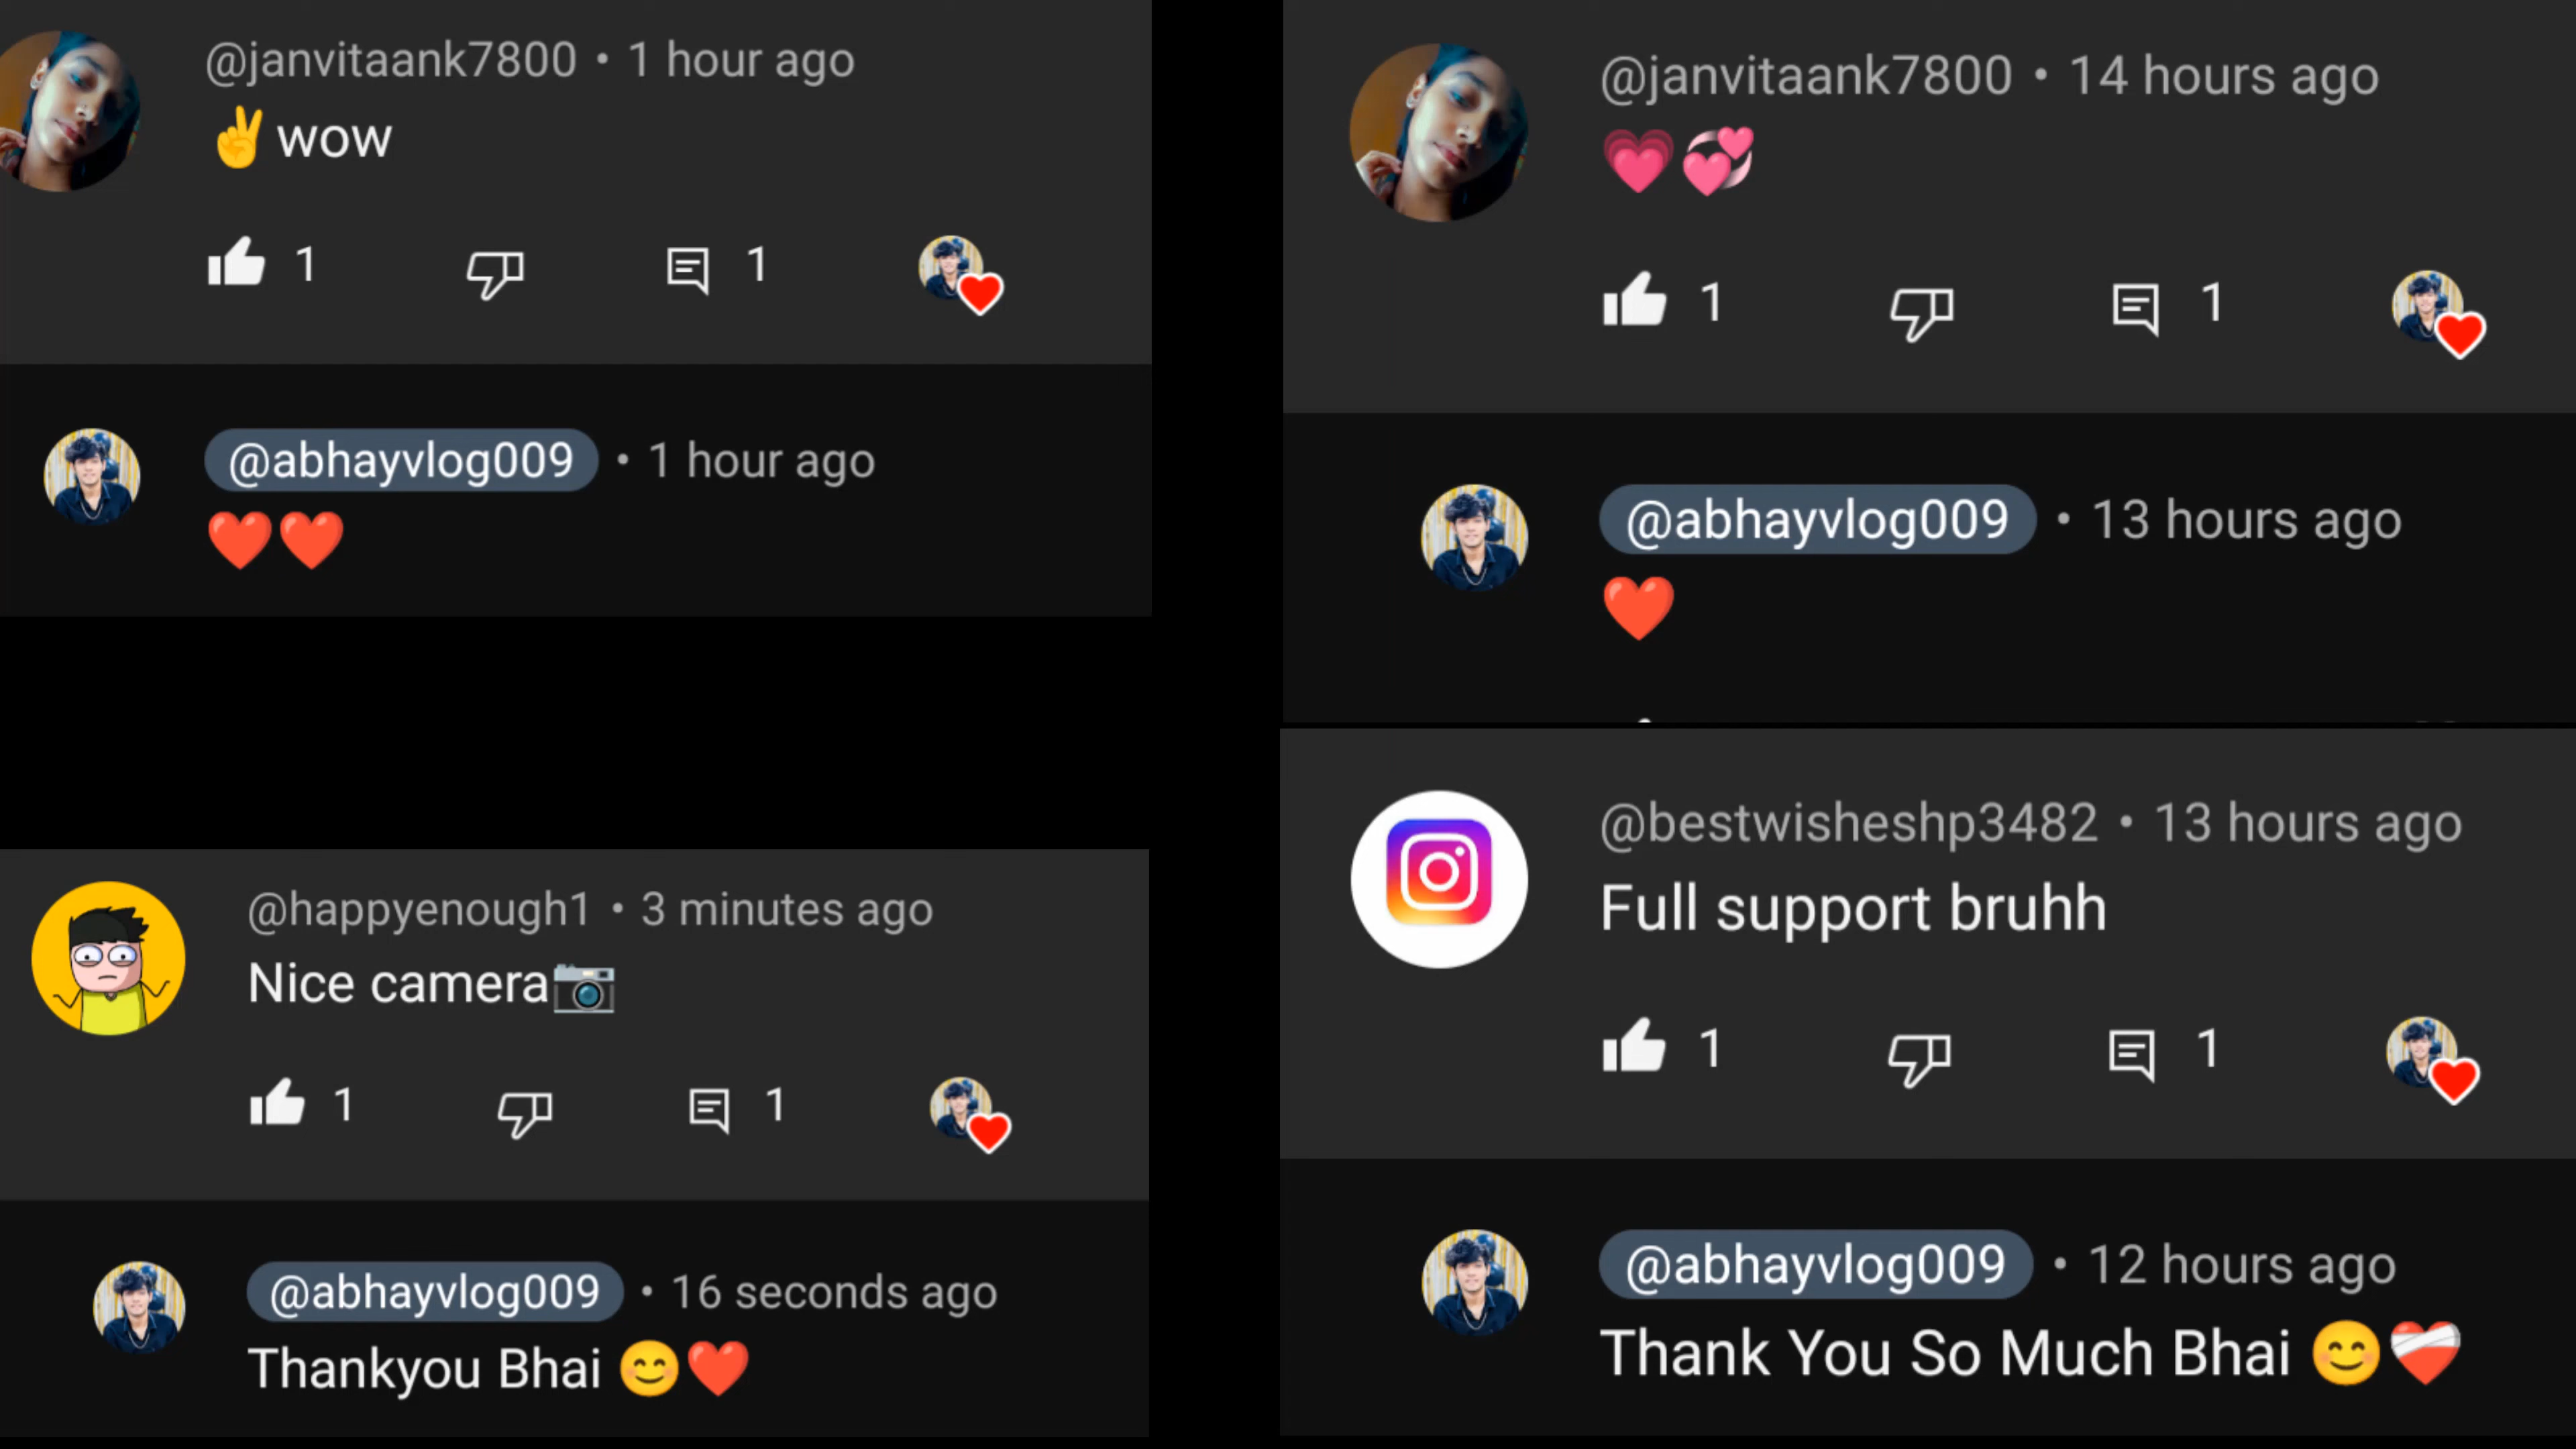 @janvitaank7800 • 1 hour ago
✌️wow
1 1
@abhayvlog009 • 1 hour ago
❤️❤️
@janvitaank7800 • 14 hours ago
💗💞
1 1
@abhayvlog009 • 13 hours ago
❤️
@happyenough1 • 3 minutes ago
Nice camera📷
1 1
@abhayvlog009 • 16 seconds ago
Thankyou Bhai 😊❤️
@bestwisheshp3482 • 13 hours ago
Full support bruhh
1 1
@abhayvlog009 • 12 hours ago
Thank You So Much Bhai 😊❤️‍🩹